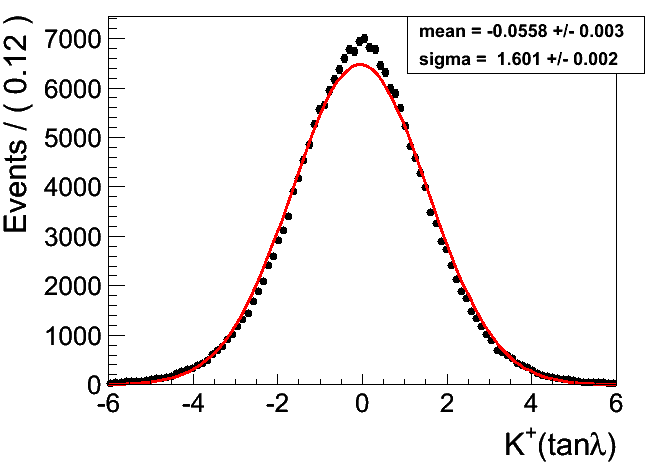 mean = -0.0558 +/- 0.003
sigma =  1.601 +/- 0.002
Events / ( 0.12 )
7000
6000
5000
4000
3000
2000
1000
0
-6 -4 -2 0 2 4 6
K+(tanλ)